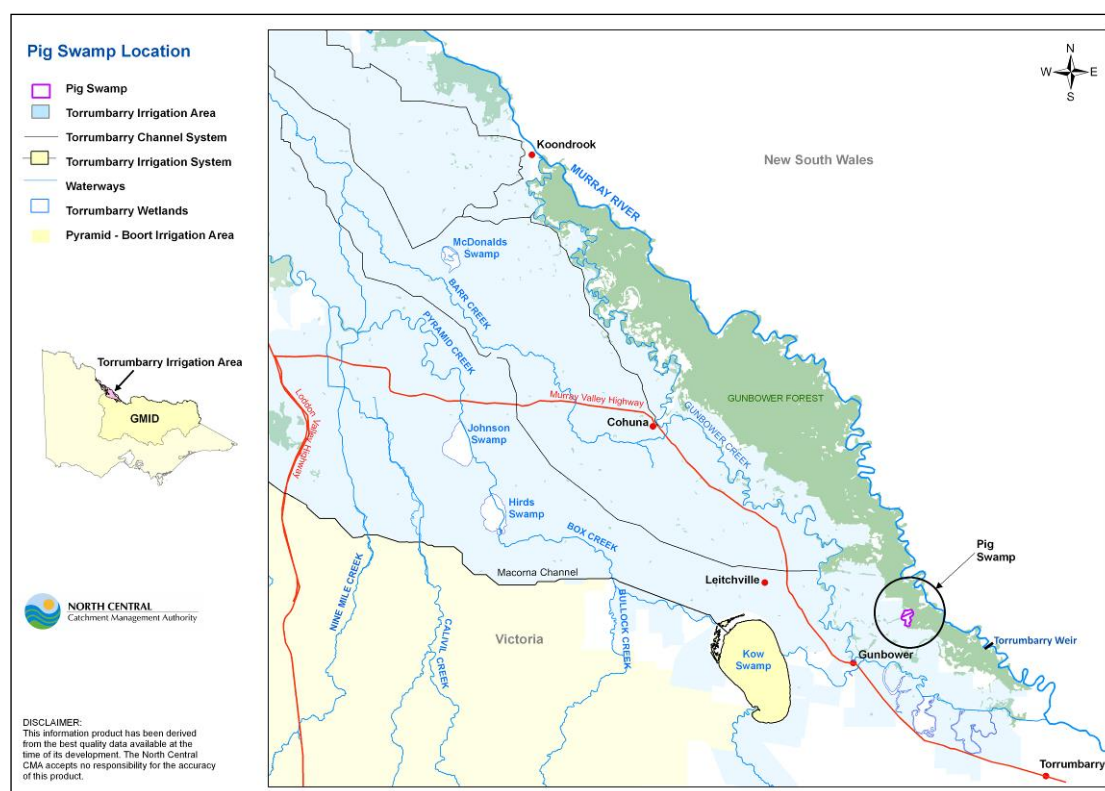 Pig Swamp Location
Pig Swamp
Torrumbarry Irrigation Area
Torrumbarry Channel System
Torrumbarry Irrigation System
Waterways
Torrumbarry Wetlands
Pyramid - Boort Irrigation Area
Torrumbarry Irrigation Area
GMID
NORTH CENTRAL
Catchment Management Authority
DISCLAIMER:
This information product has been derived
from the best quality data available at the
time of its development. The North Central
CMA accepts no responsibility for the accuracy
of this product.
N
W E
S
Koondrook
New South Wales
MURRAY RIVER
McDonalds
Swamp
BARR CREEK
PYRAMID CREEK
Murray Valley Highway
Loddon Valley Highway
Cohuna
GUNBOWER CREEK
GUNBOWER FOREST
Johnson
Swamp
Hirds
Swamp
BOX CREEK
Pig
Swamp
Macorna Channel
Leitchville
NINE MILE CREEK
CALIVIL CREEK
BULLOCK CREEK
Victoria
Kow
Swamp
Gunbower
Torrumbarry Weir
Torrumbarry